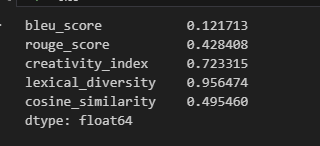 bleu_score 0.121713
rouge_score 0.428408
creativity_index 0.723315
lexical_diversity 0.956474
cosine_similarity 0.495460
dtype: float64